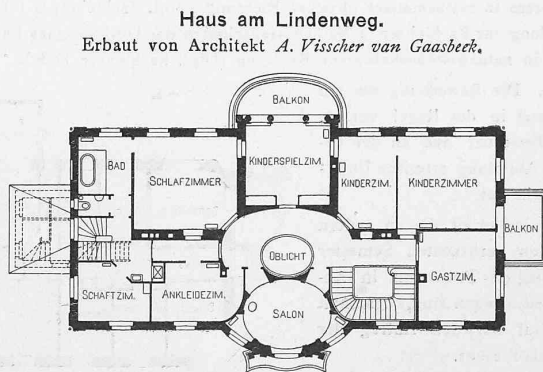 Haus am Lindenweg.
Erbaut von Architekt A. Visscher van Gaasbeek.
BALKON
BAD
SCHLAFZIMMER
KINDERSPIELZIM.
KINDERZIM.
KINDERZIMMER
BALKON
OBLICHT
SCHAFTZIM.
ANKLEIDEZIM.
SALON
GASTZIM.